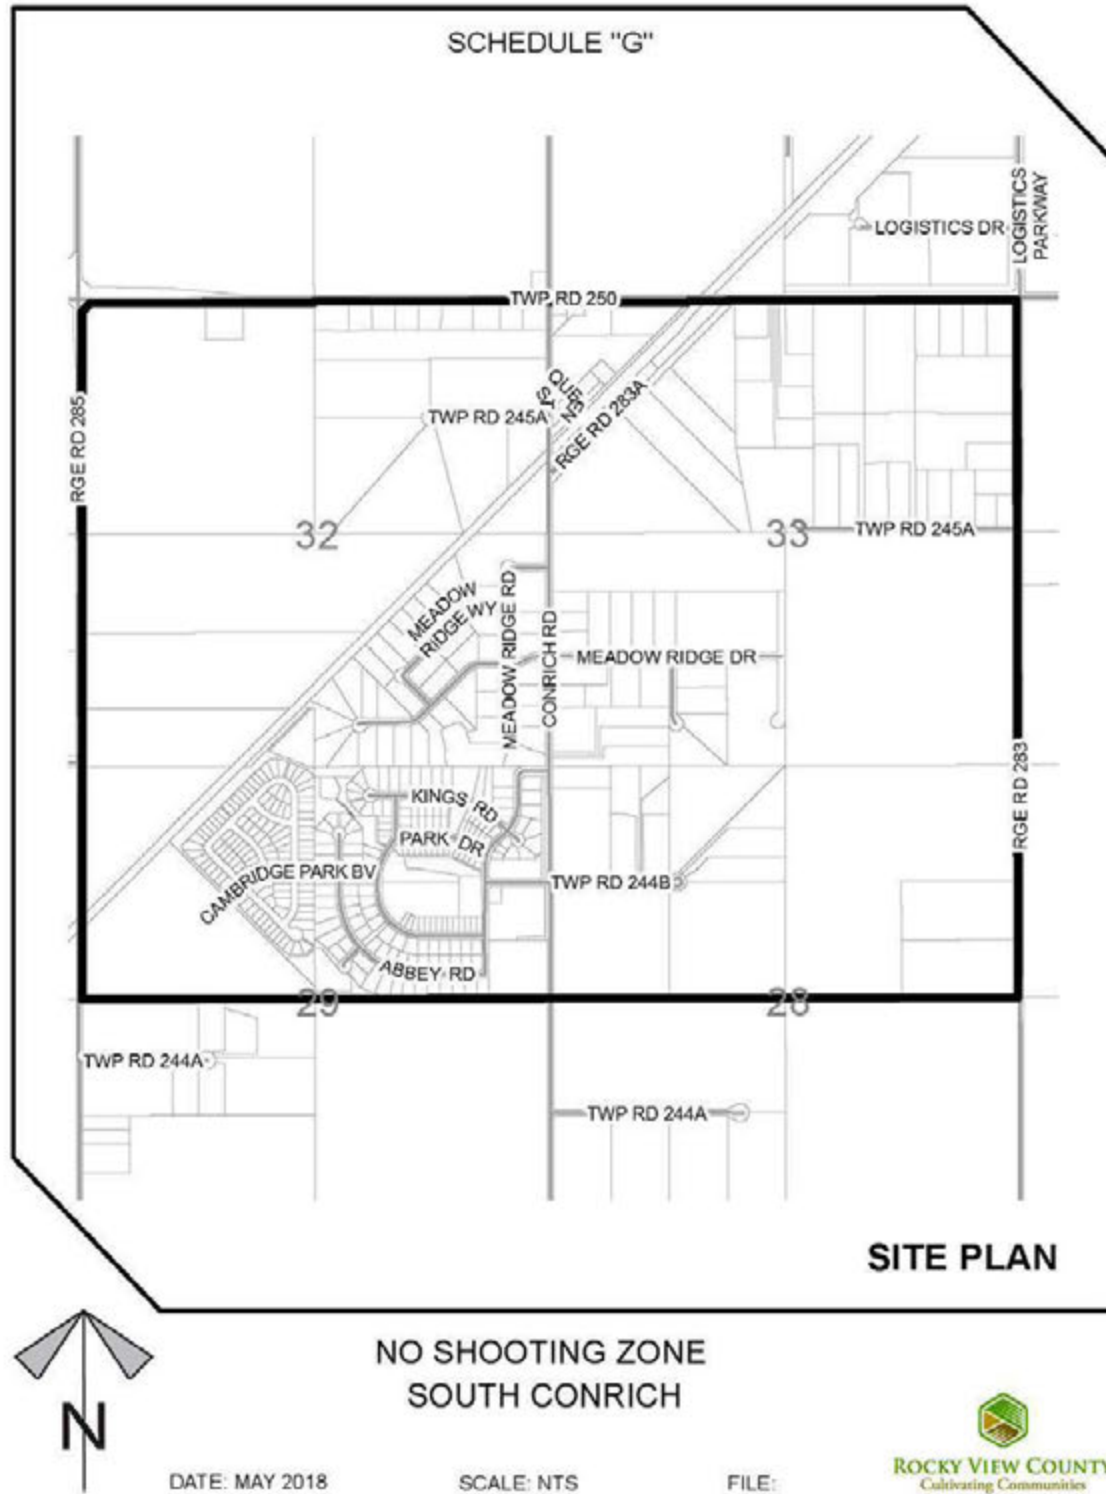 SCHEDULE "G"
LOGISTICS
PARKWAY
LOGISTICS DR
TWP RD 250
QUEEN
ST
RGE RD 285
TWP RD 245A
RGE RD 283A
32
33
TWP RD 245A
MEADOW
RIDGE WY
MEADOW RIDGE RD
CONRICH RD
MEADOW RIDGE DR
RGE RD 283
KINGS RD
PARK DR
CAMBRIDGE PARK BV
TWP RD 244B
ABBEY RD
29
28
TWP RD 244A
TWP RD 244A
SITE PLAN
NO SHOOTING ZONE
SOUTH CONRICH
N
DATE: MAY 2018
SCALE: NTS
FILE:
ROCKY VIEW COUNTY
Cultivating Communities